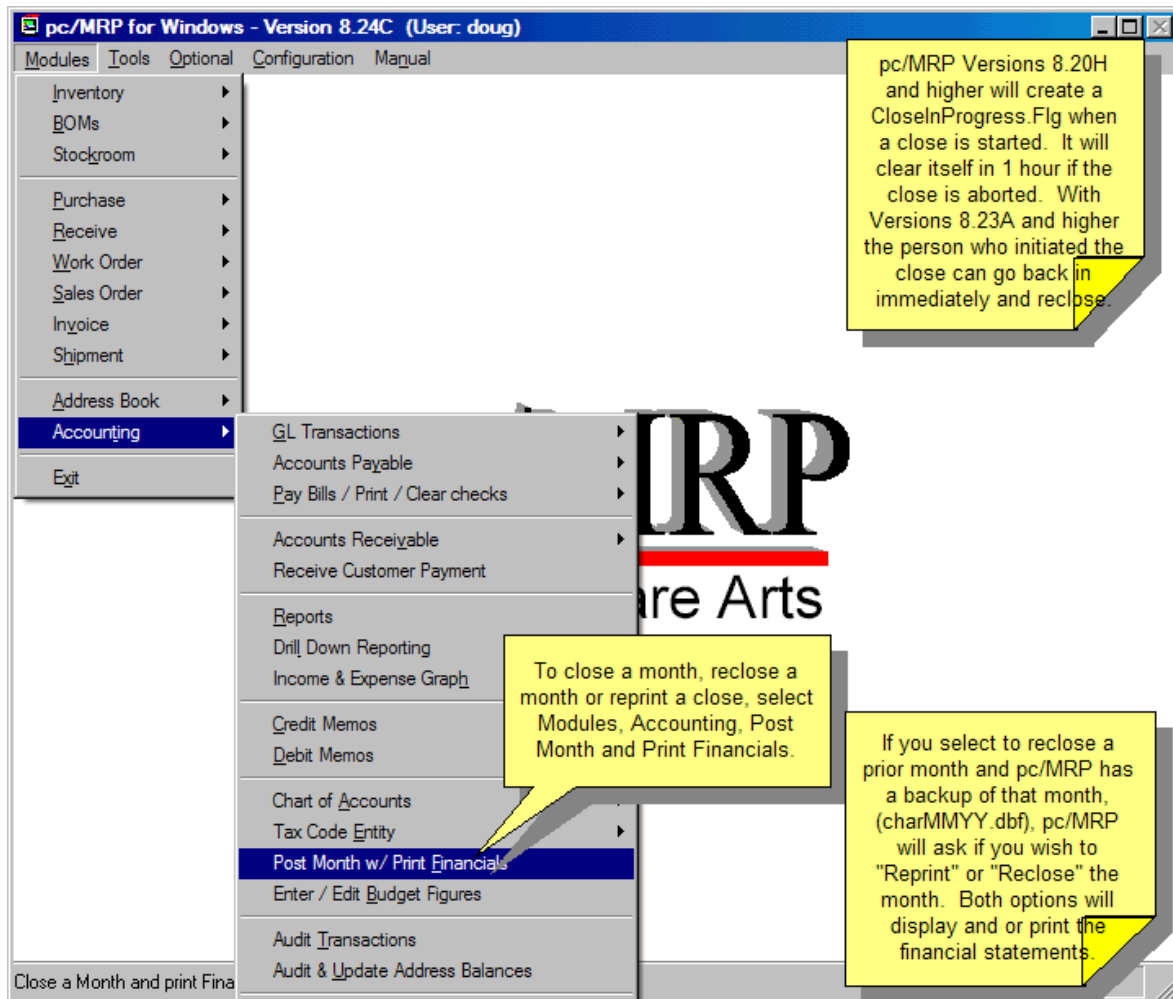 pc/MRP for Windows - Version 8.24C (User: doug)
Modules Tools Optional Configuration Manual
Inventory
BOMs
Stockroom
Purchase
Receive
Work Order
Sales Order
Invoice
Shipment
Address Book
Accounting
Exit
GL Transactions
Accounts Payable
Pay Bills / Print / Clear checks
Accounts Receivable
Receive Customer Payment
Reports
Drill Down Reporting
Income & Expense Graph
Credit Memos
Debit Memos
Chart of Accounts
Tax Code Entity
Post Month w/ Print Financials
Enter / Edit Budget Figures
Audit Transactions
Audit & Update Address Balances
pc/MRP Versions 8.20H
and higher will create a
CloseInProgress.Flg when
a close is started. It will
clear itself in 1 hour if the
close is aborted. With
Versions 8.23A and higher
the person who initiated the
close can go back in
immediately and reclose.
MRP
are Arts
To close a month, reclose a
month or reprint a close, select
Modules, Accounting, Post
Month and Print Financials.
If you select to reclose a
prior month and pc/MRP has
a backup of that month,
(charMMYY.dbf), pc/MRP
will ask if you wish to
"Reprint" or "Reclose" the
month. Both options will
display and or print the
financial statements.
Close a Month and print Fina